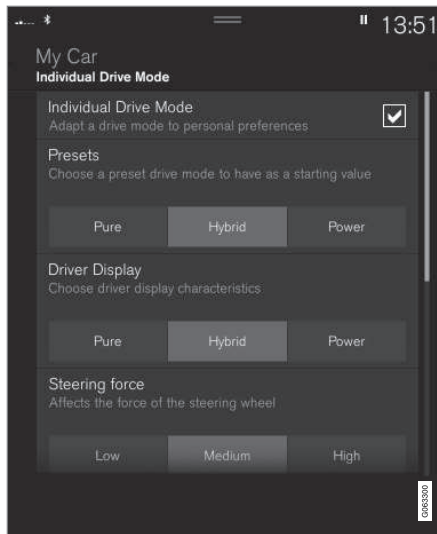 13:51
My Car
Individual Drive Mode
Individual Drive Mode
Adapt a drive mode to personal preferences
Presets
Choose a preset drive mode to have as a starting value
Pure Hybrid Power
Driver Display
Choose driver display characteristics
Pure Hybrid Power
Steering force
Affects the force of the steering wheel
Low Medium High
G063300